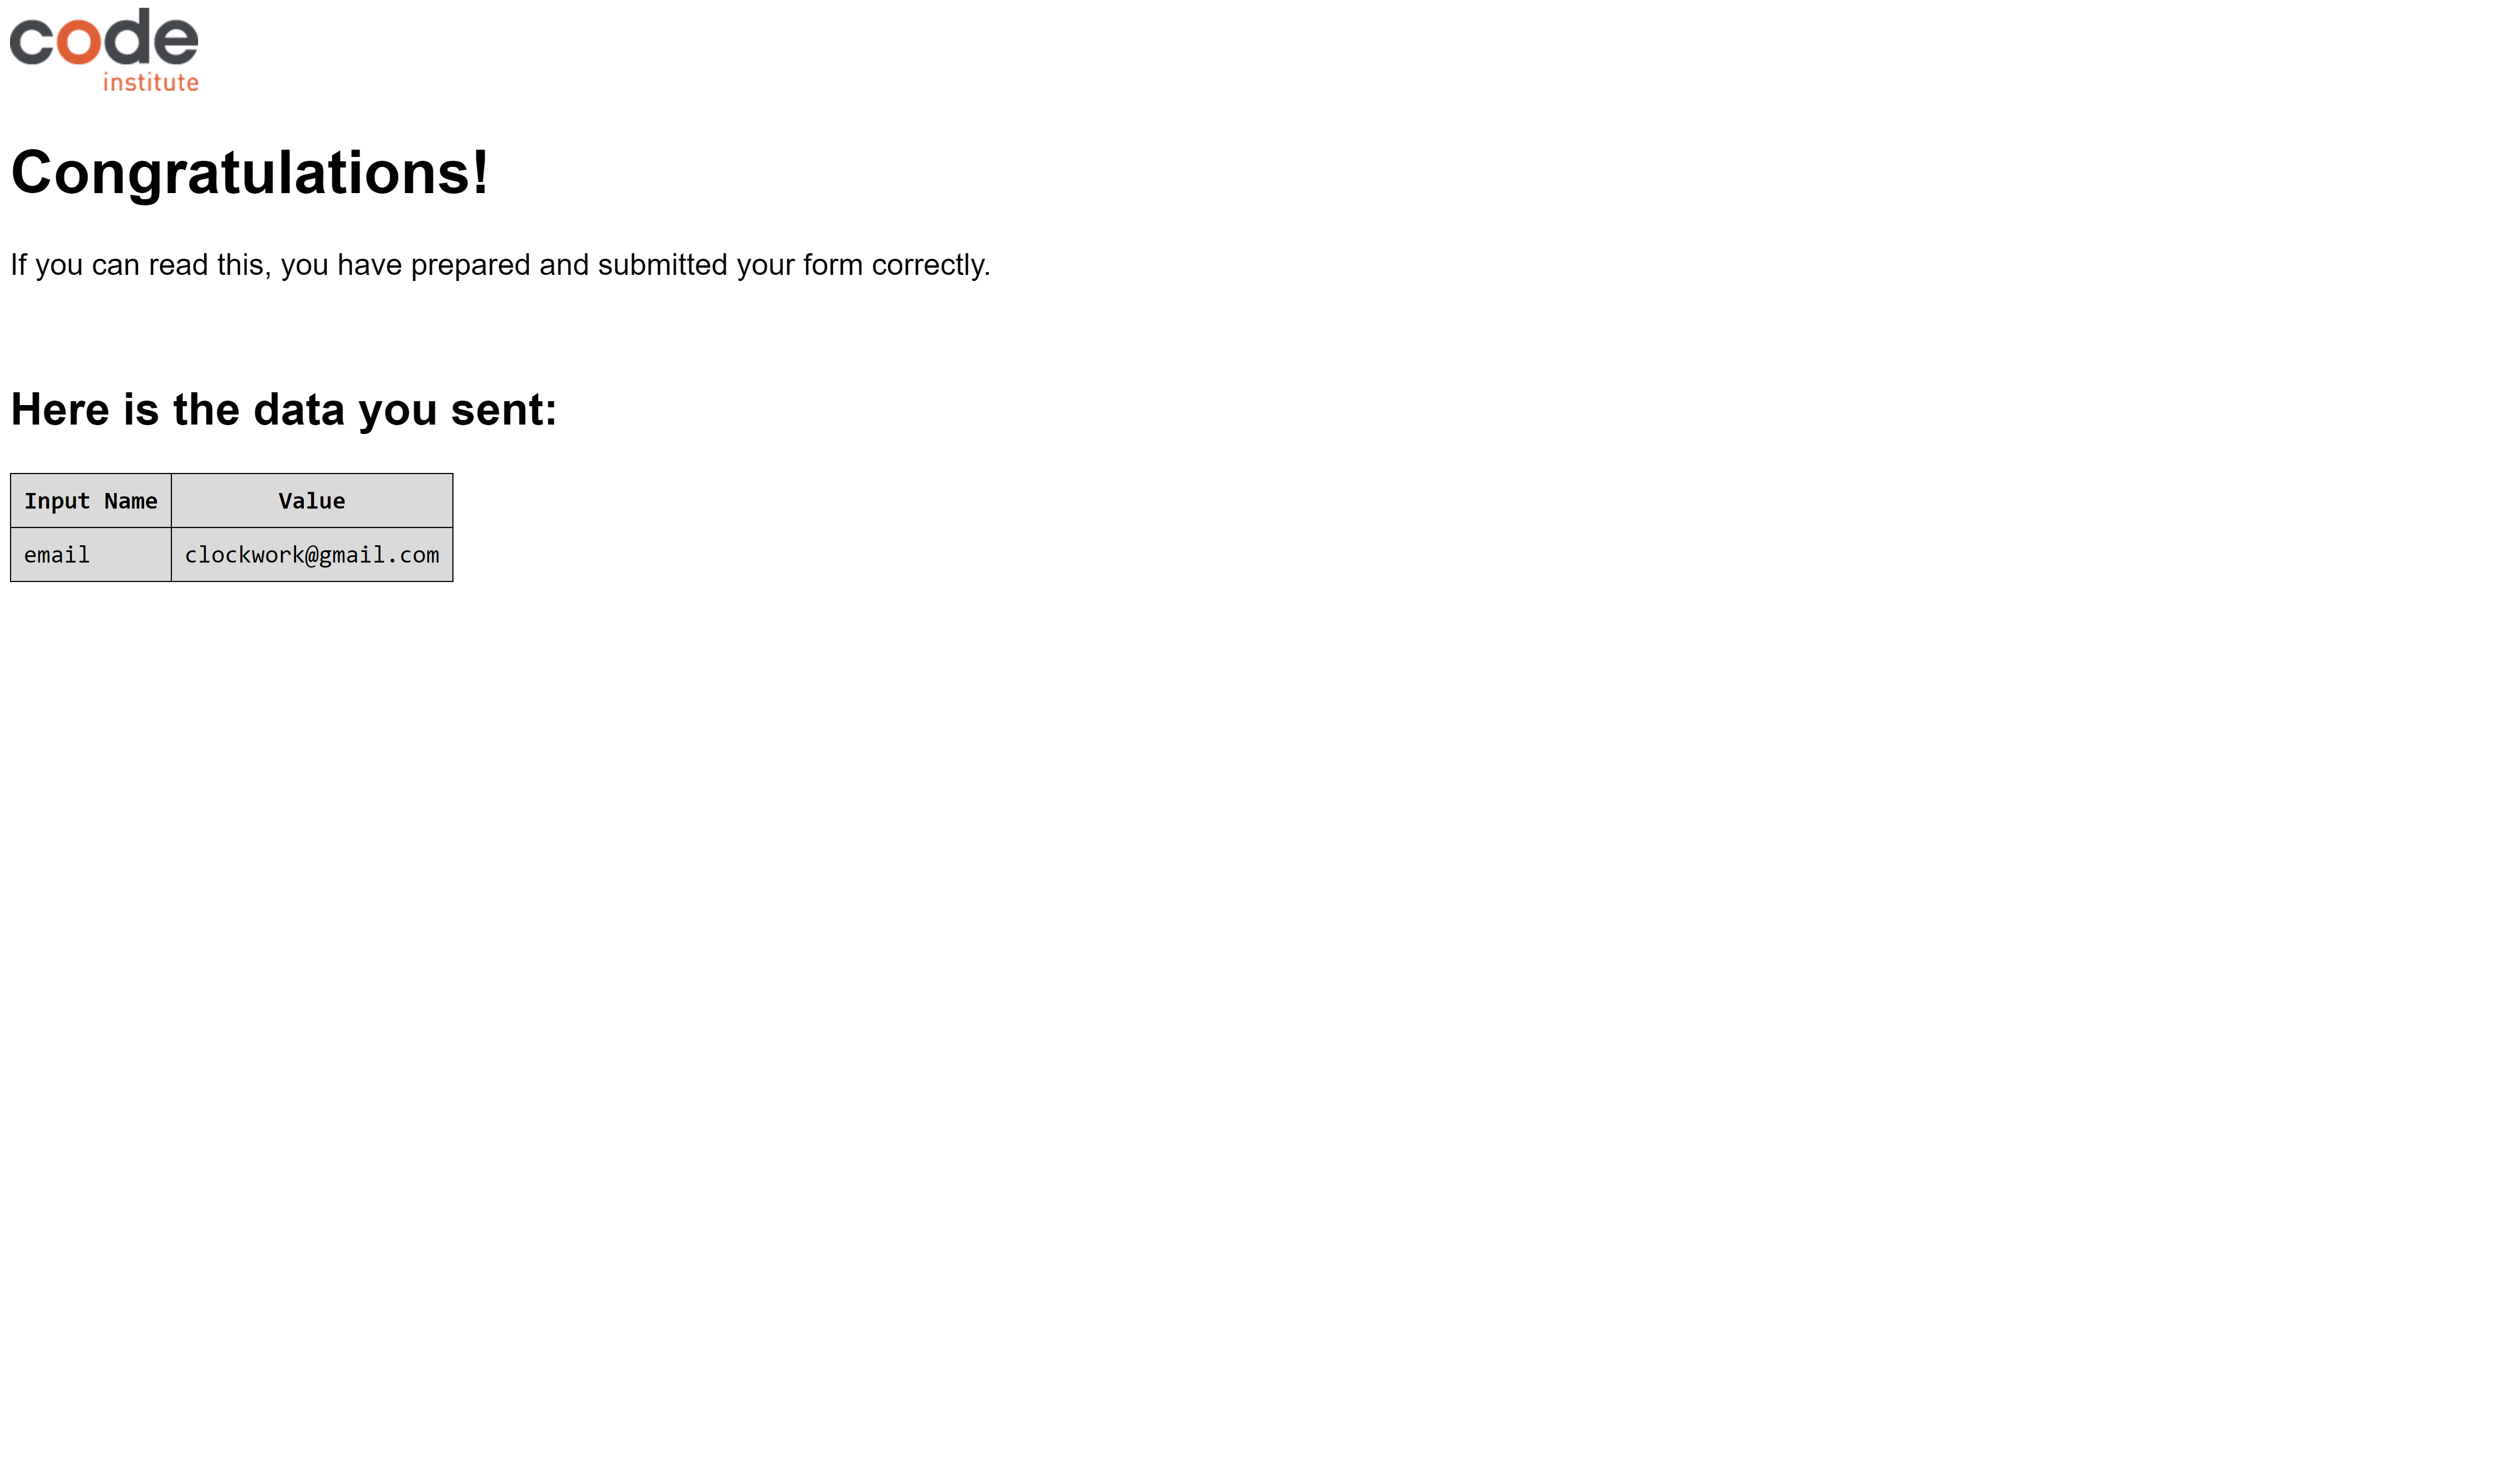 code
institute
Congratulations!
If you can read this, you have prepared and submitted your form correctly.
Here is the data you sent:
Input Name Value
email clockwork@gmail.com